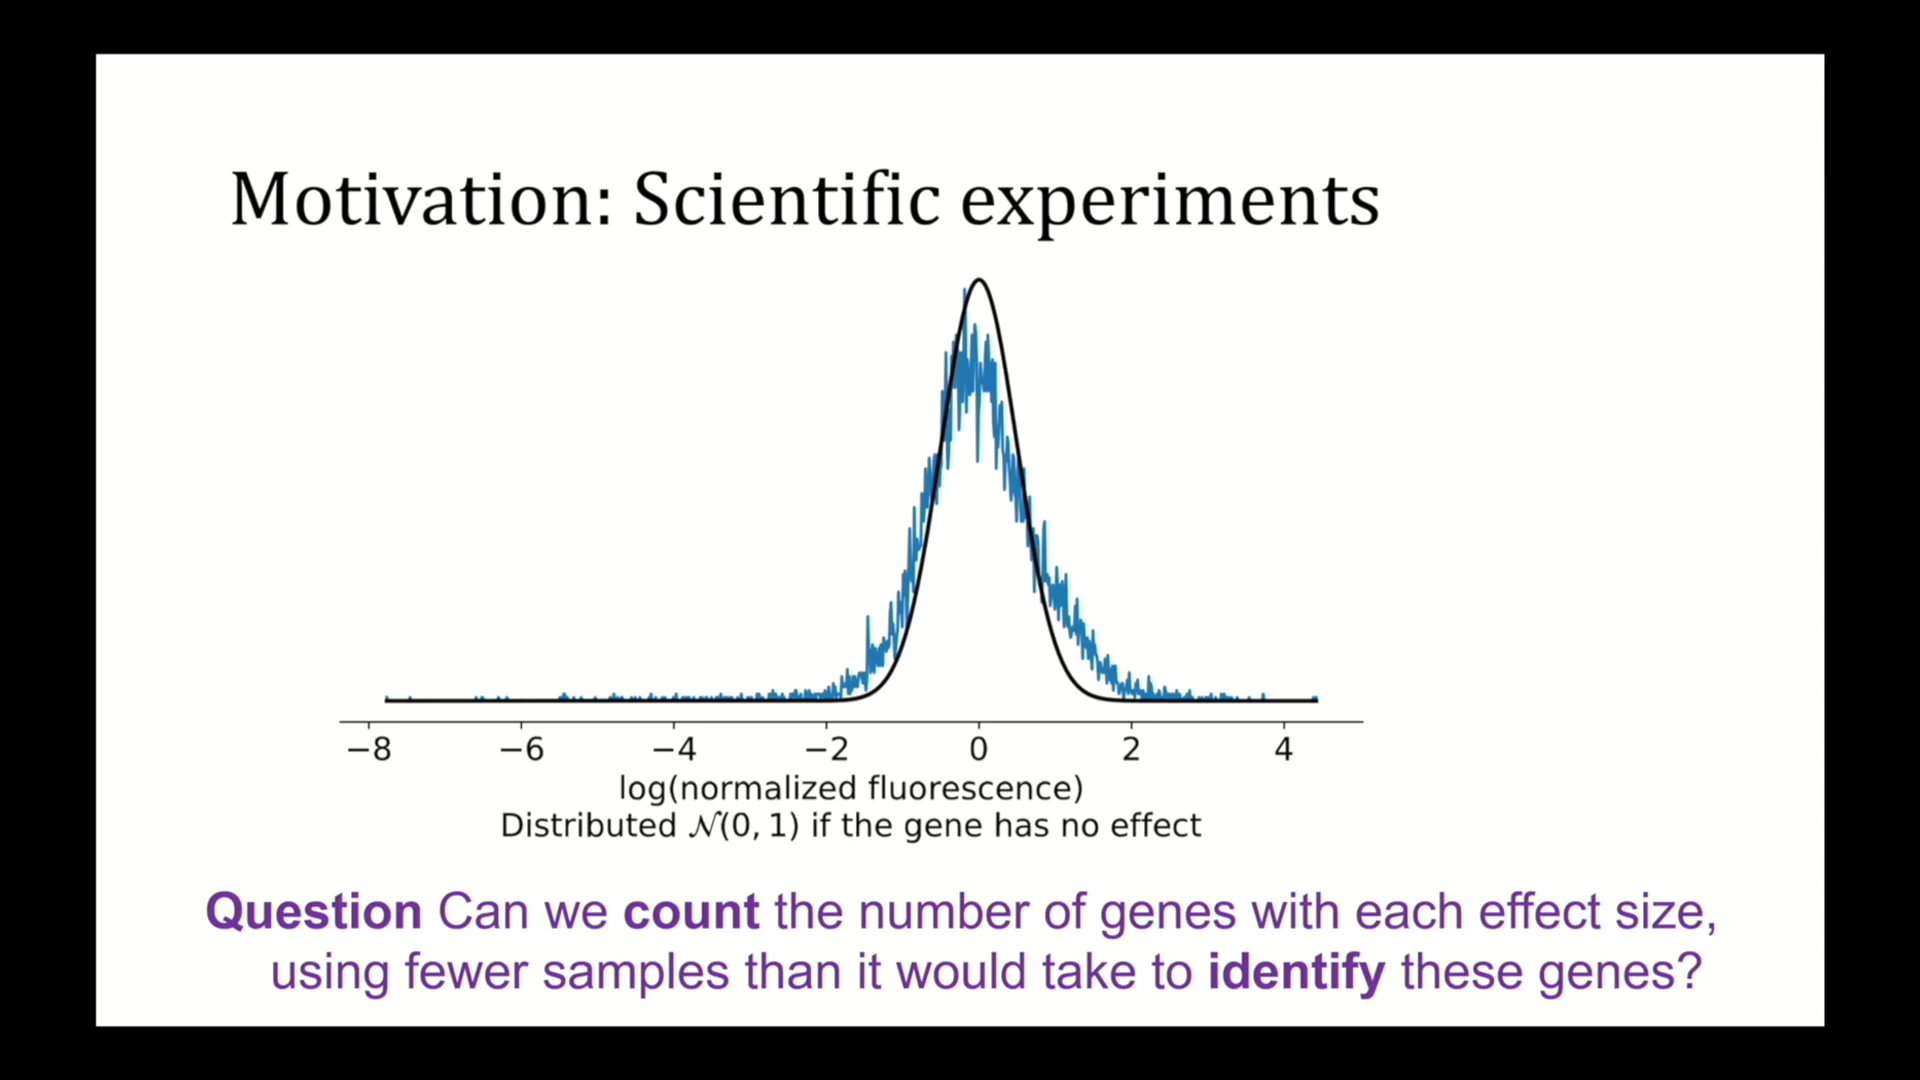 Motivation: Scientific experiments
−8 −6 −4 −2 0 2 4
log(normalized fluorescence)
Distributed 𝒩(0, 1) if the gene has no effect
Question Can we count the number of genes with each effect size,
using fewer samples than it would take to identify these genes?